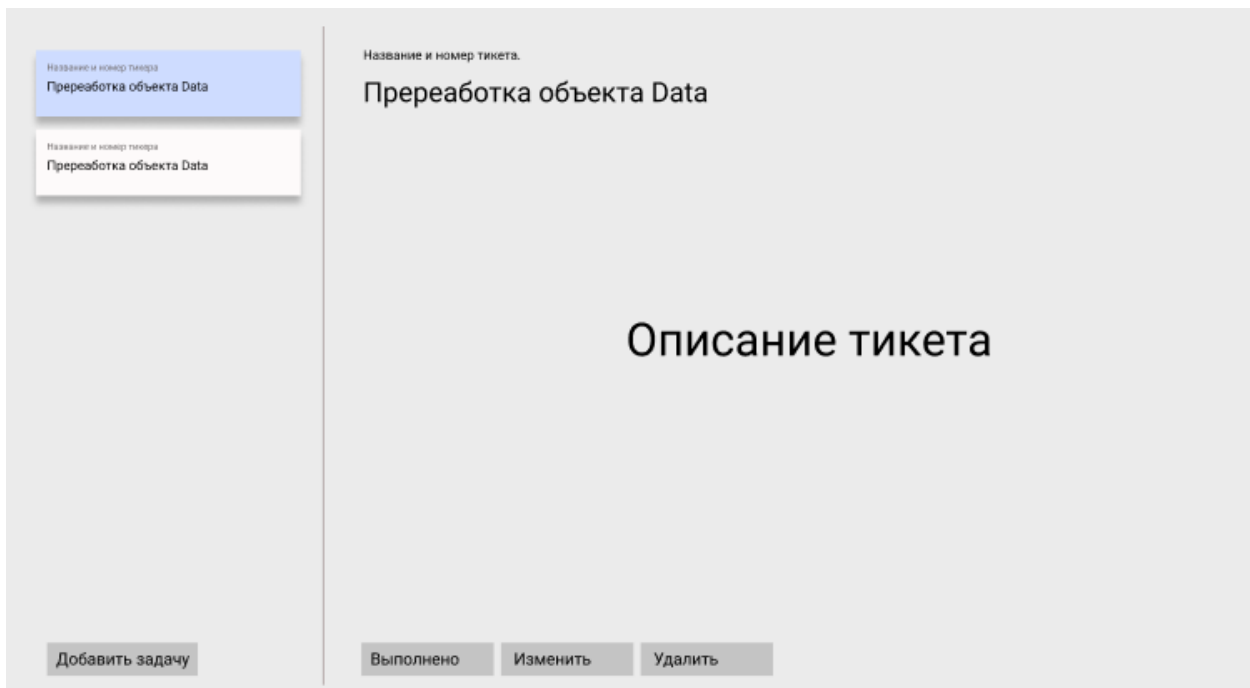 Название и номер тикера
Пререаботка объекта Data
Название и номер тикера
Пререаботка объекта Data
Добавить задачу
Название и номер тикета.
Пререаботка объекта Data
Описание тикета
Выполнено
Изменить
Удалить